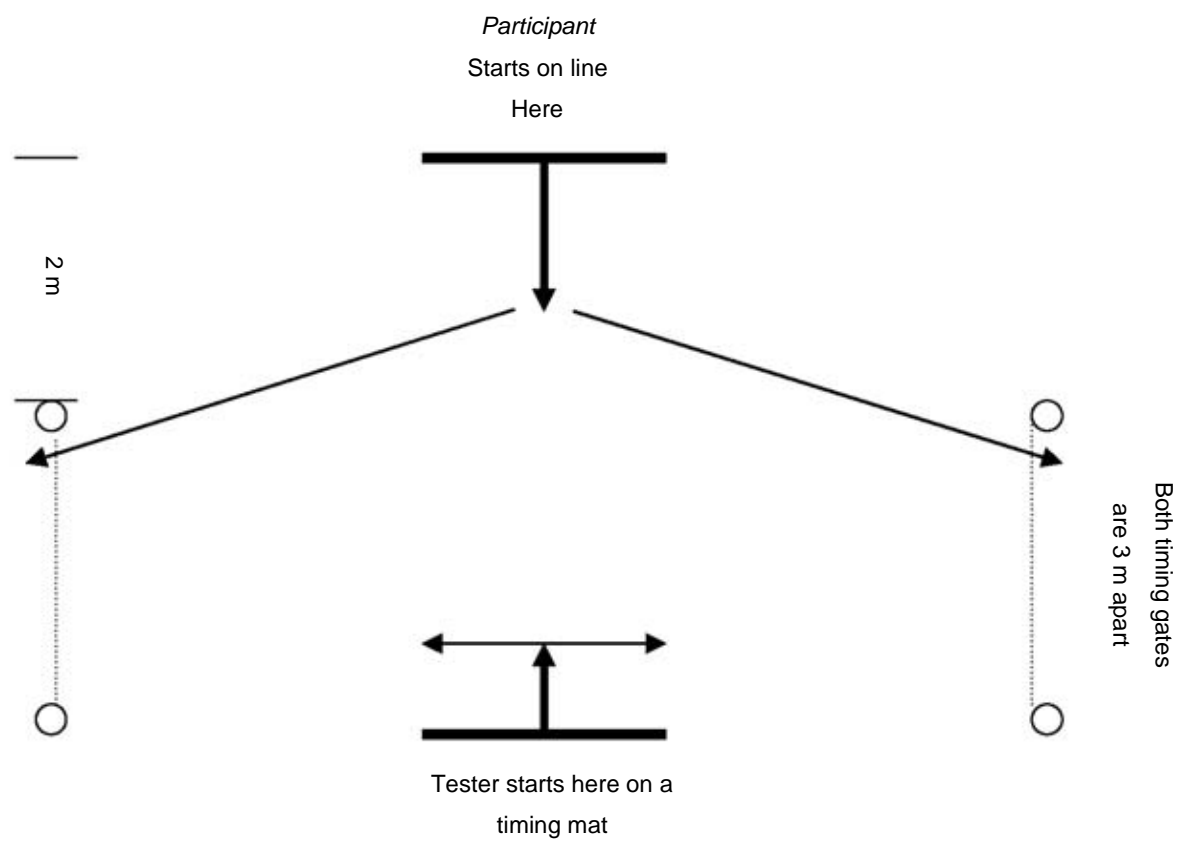 Participant
Starts on line
Here
2 m
Both timing gates
are 3 m apart
Tester starts here on a
timing mat